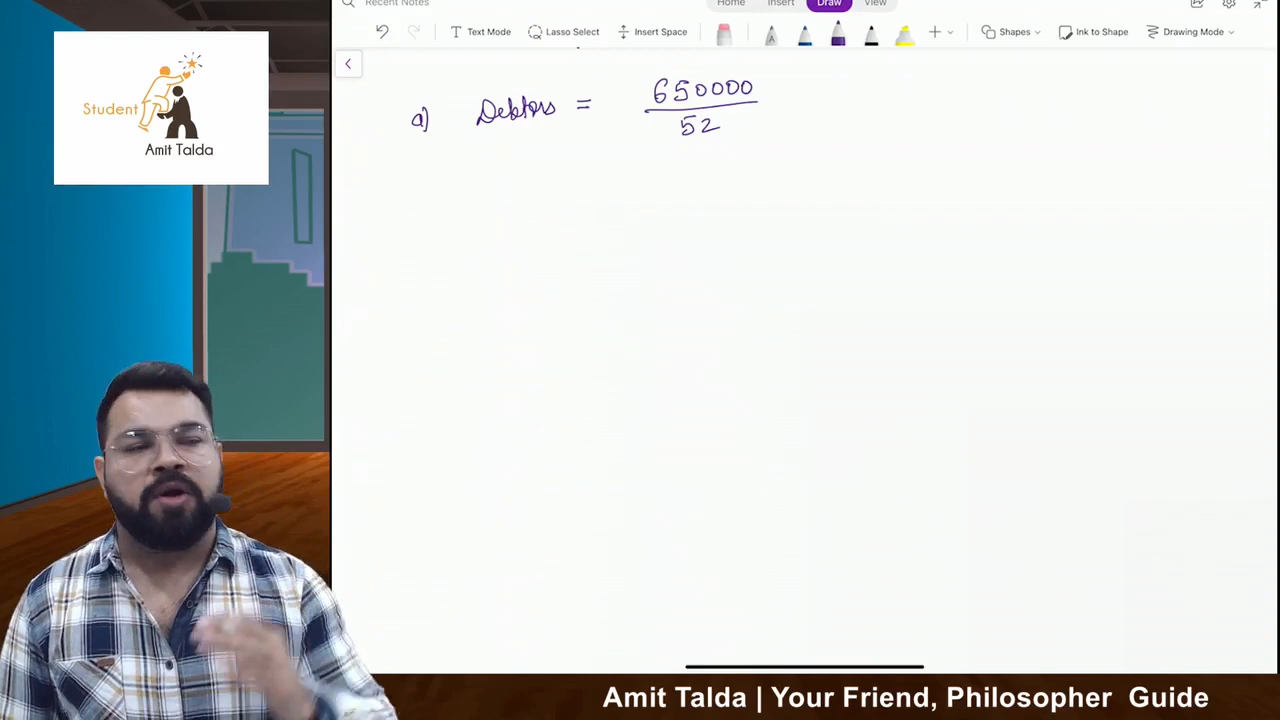 Recent Notes
Home Insert Draw View
Text Mode Lasso Select Insert Space Shapes Ink to Shape Drawing Mode
Student
Amit Talda
a) Debtors = 650000
52
Amit Talda | Your Friend, Philosopher Guide